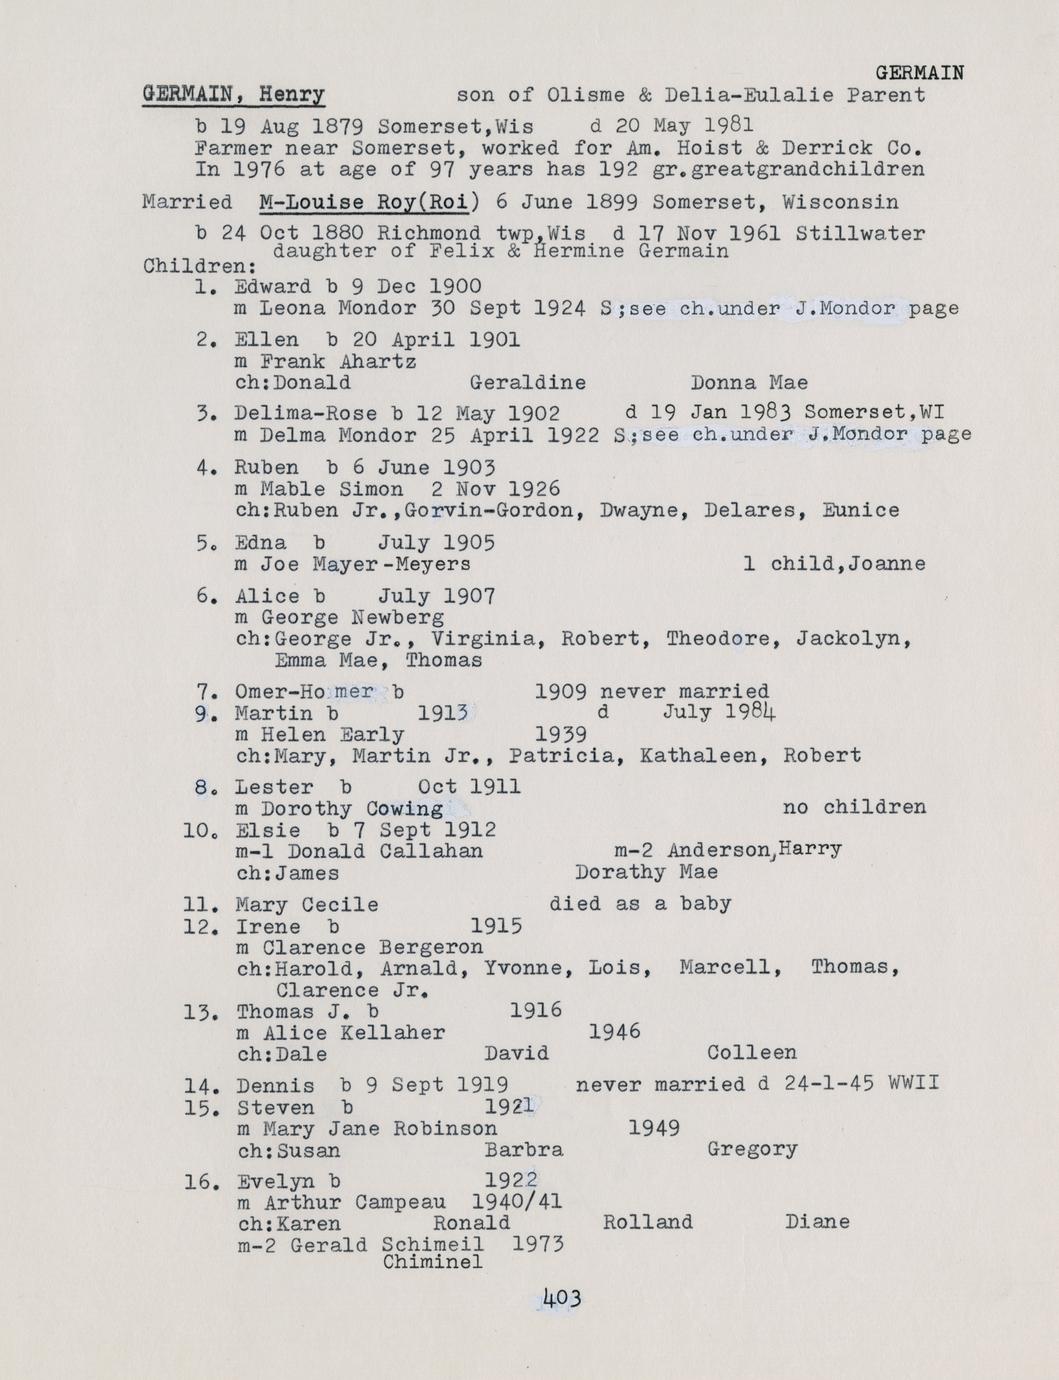 GERMAIN
GERMAIN, Henry son of Olisme & Delia-Eulalie Parent
b 19 Aug 1879 Somerset,Wis d 20 May 1981
Farmer near Somerset, worked for Am. Hoist & Derrick Co.
In 1976 at age of 97 years has 192 gr.greatgrandchildren
Married M-Louise Roy(Roi) 6 June 1899 Somerset, Wisconsin
b 24 Oct 1880 Richmond twp,Wis d 17 Nov 1961 Stillwater
daughter of Felix & Hermine Germain
Children:
1. Edward b 9 Dec 1900
m Leona Mondor 30 Sept 1924 S;see ch.under J.Mondor page
2. Ellen b 20 April 1901
m Frank Ahartz
ch:Donald Geraldine Donna Mae
3. Delima-Rose b 12 May 1902 d 19 Jan 1983 Somerset,WI
m Delma Mondor 25 April 1922 S;see ch.under J.Mondor page
4. Ruben b 6 June 1903
m Mable Simon 2 Nov 1926
ch:Ruben Jr.,Gorvin-Gordon, Dwayne, Delares, Eunice
5. Edna b July 1905
m Joe Mayer-Meyers 1 child,Joanne
6. Alice b July 1907
m George Newberg
ch:George Jr., Virginia, Robert, Theodore, Jackolyn,
Emma Mae, Thomas
7. Omer-Homer b 1909 never married
9. Martin b 1913 d July 1984
m Helen Early 1939
ch:Mary, Martin Jr., Patricia, Kathaleen, Robert
8. Lester b Oct 1911
m Dorothy Cowing no children
10. Elsie b 7 Sept 1912
m-1 Donald Callahan m-2 Anderson,Harry
ch:James Dorathy Mae
11. Mary Cecile died as a baby
12. Irene b 1915
m Clarence Bergeron
ch:Harold, Arnald, Yvonne, Lois, Marcell, Thomas,
Clarence Jr.
13. Thomas J. b 1916
m Alice Kellaher 1946
ch:Dale David Colleen
14. Dennis b 9 Sept 1919 never married d 24-1-45 WWII
15. Steven b 1921
m Mary Jane Robinson 1949
ch:Susan Barbra Gregory
16. Evelyn b 1922
m Arthur Campeau 1940/41
ch:Karen Ronald Rolland Diane
m-2 Gerald Schimeil 1973
Chiminel
403